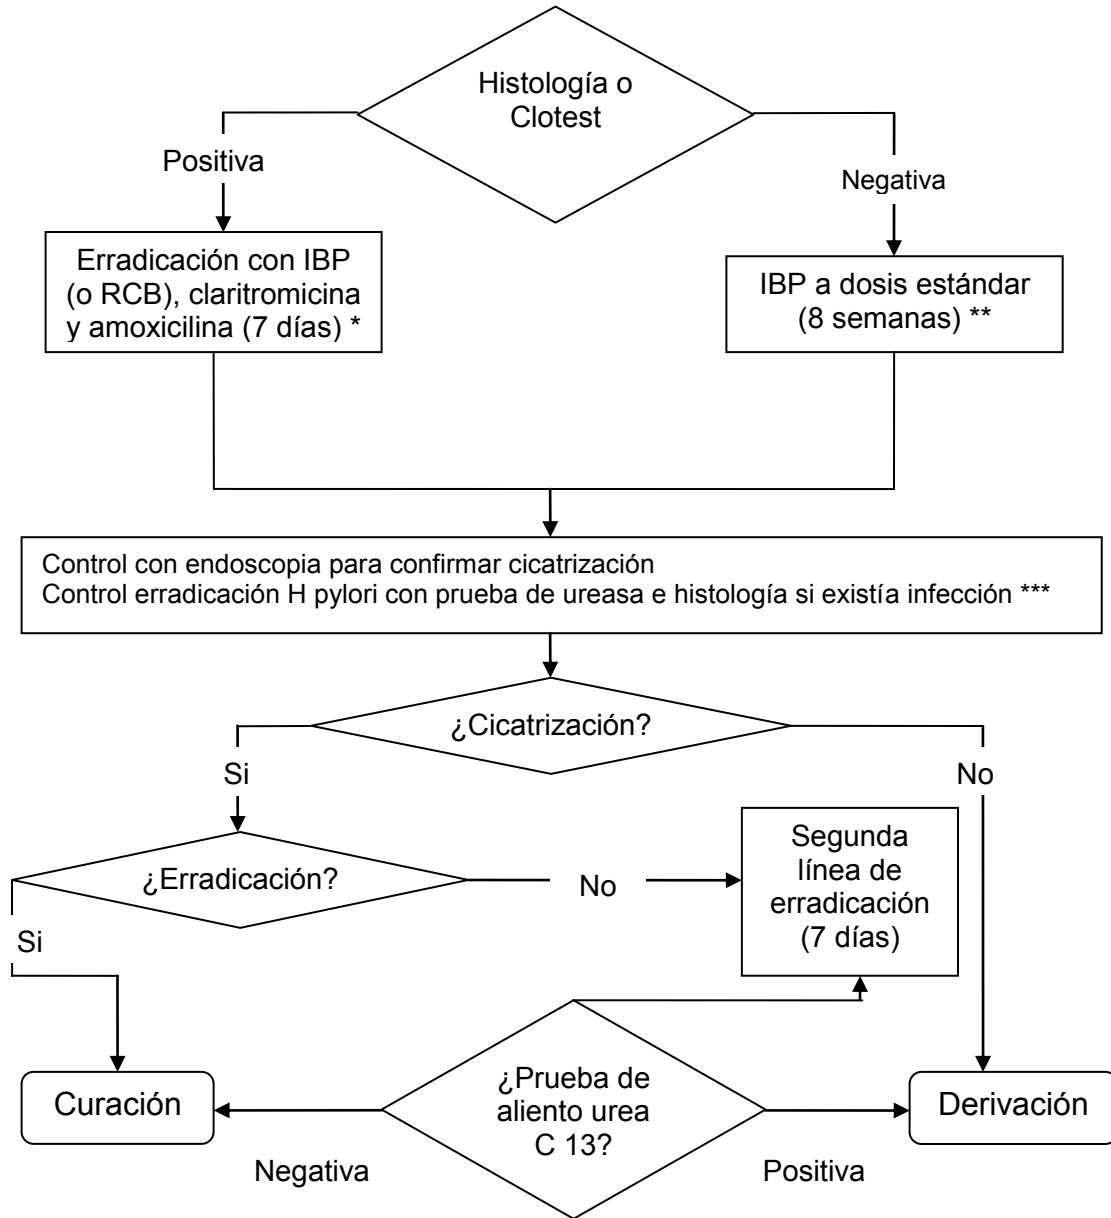 Histología o
Clotest
Positiva
Negativa
Erradicación con IBP
(o RCB), claritromicina
y amoxicilina (7 días) *
IBP a dosis estándar
(8 semanas) **
Control con endoscopia para confirmar cicatrización
Control erradicación H pylori con prueba de ureasa e histología si existía infección ***
¿Cicatrización?
Si
No
¿Erradicación?
No
Segunda
línea de
erradicación
(7 días)
Si
Curación
¿Prueba de
aliento urea
C 13?
Derivación
Negativa
Positiva